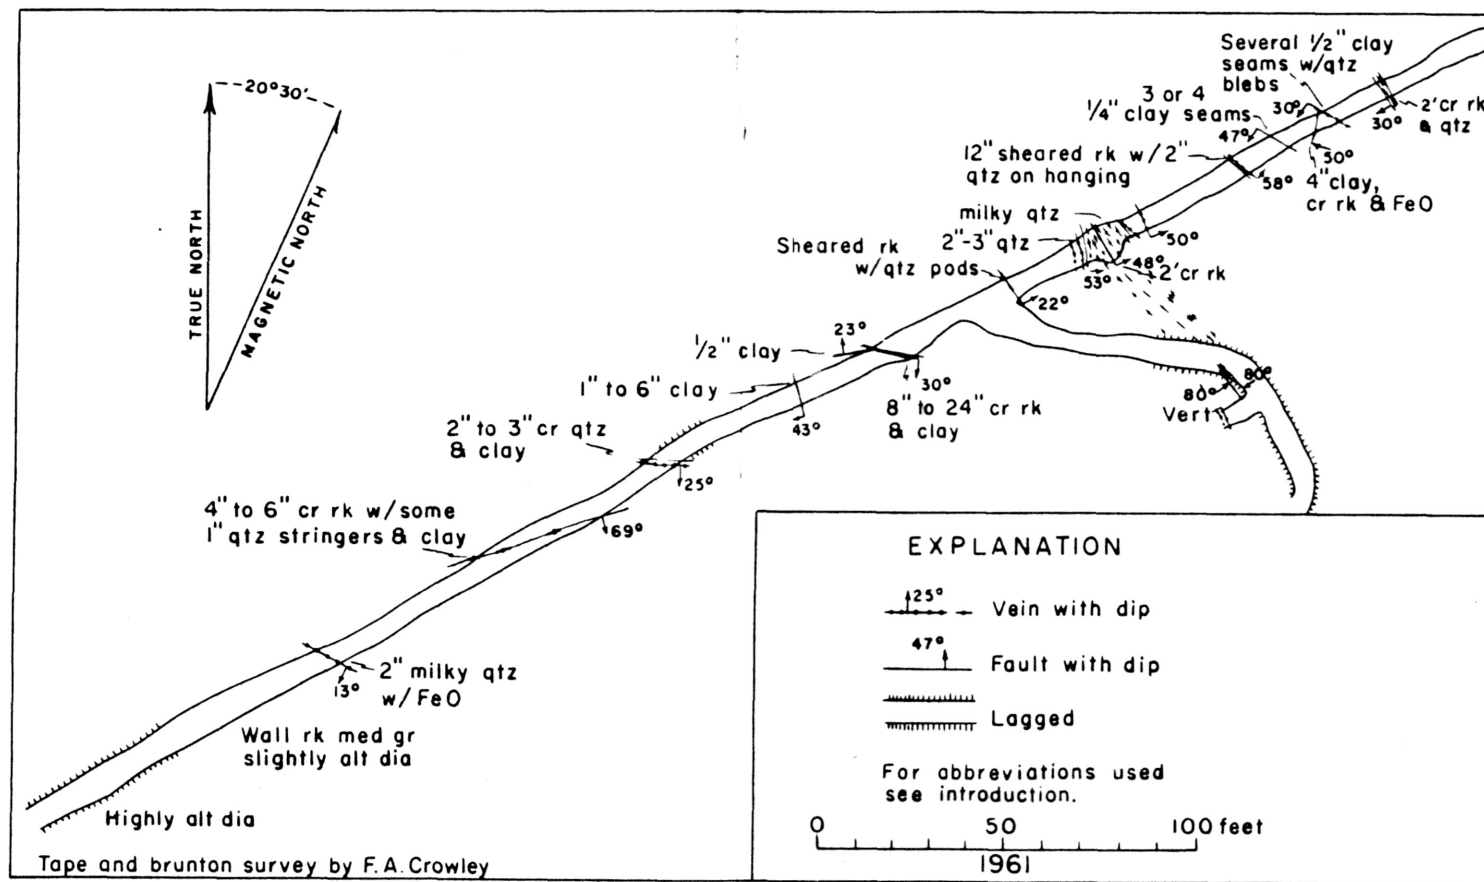 20°30'
TRUE NORTH
MAGNETIC NORTH
Several 1/2" clay
seams w/qtz
blebs
30°
2' cr rk
& qtz
30°
3 or 4
1/4" clay seams
47°
50°
4" clay,
cr rk & FeO
12" sheared rk w/2"
qtz on hanging
58°
milky qtz
2"-3" qtz
50°
48°
53°
2' cr rk
Sheared rk
w/qtz pods
22°
23°
1/2" clay
30°
8" to 24" cr rk
& clay
80°
80°
Vert
1" to 6" clay
43°
2" to 3" cr qtz
& clay
25°
4" to 6" cr rk w/some
1" qtz stringers & clay
69°
2" milky qtz
w/ FeO
13°
Wall rk med gr
slightly alt dia
Highly alt dia
Tape and brunton survey by F. A. Crowley
EXPLANATION
25°
Vein with dip
47°
Fault with dip
Lagged
For abbreviations used
see introduction.
0 50 100 feet
1961